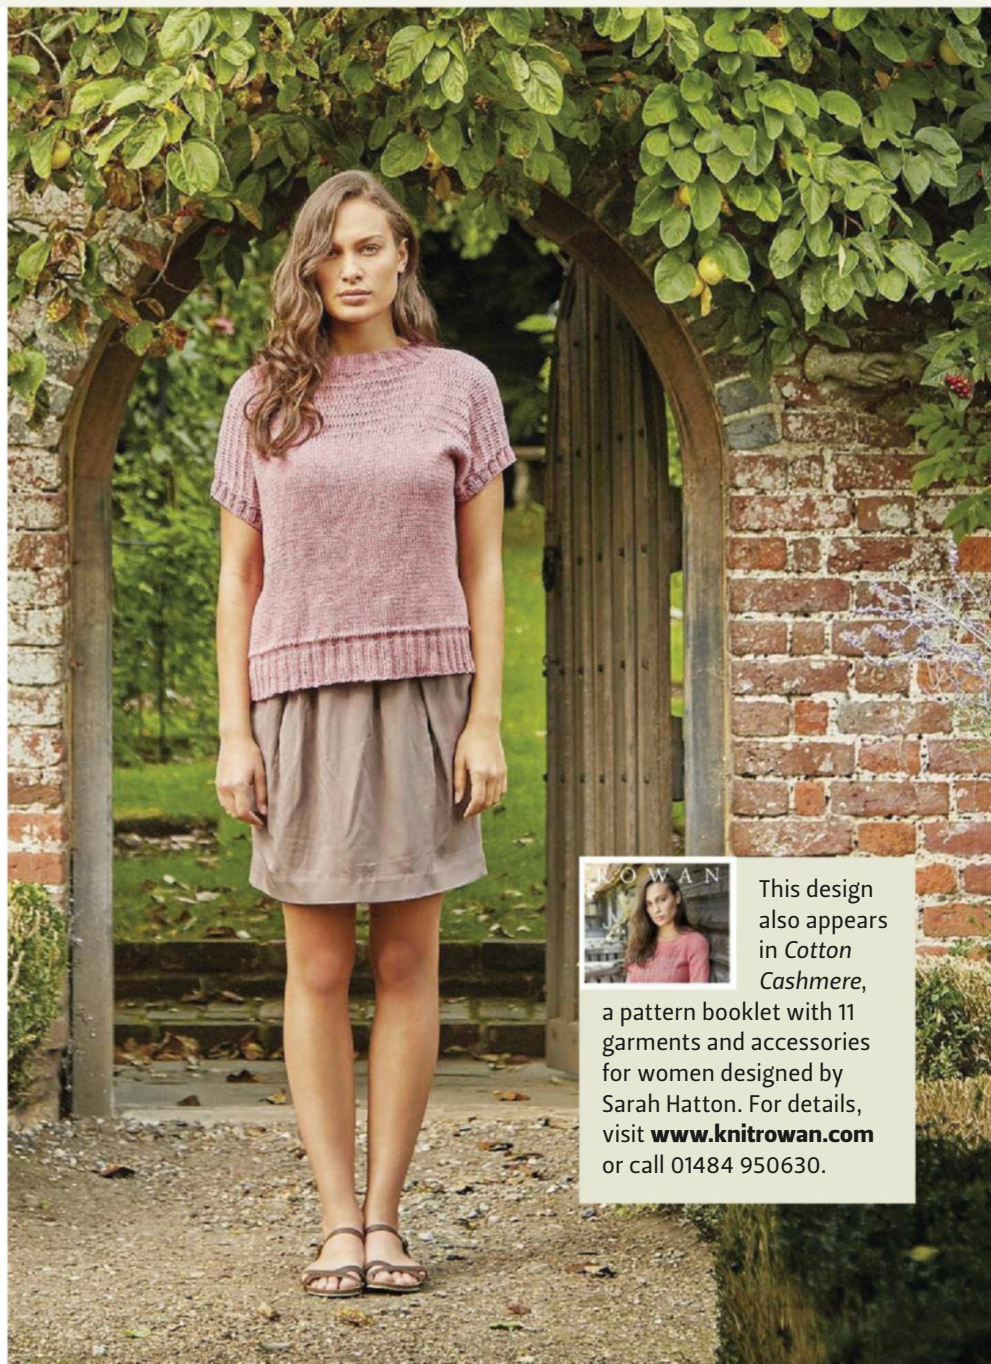 ROWAN
This design
also appears
in Cotton
Cashmere,
a pattern booklet with 11
garments and accessories
for women designed by
Sarah Hatton. For details,
visit www.knitrowan.com
or call 01484 950630.